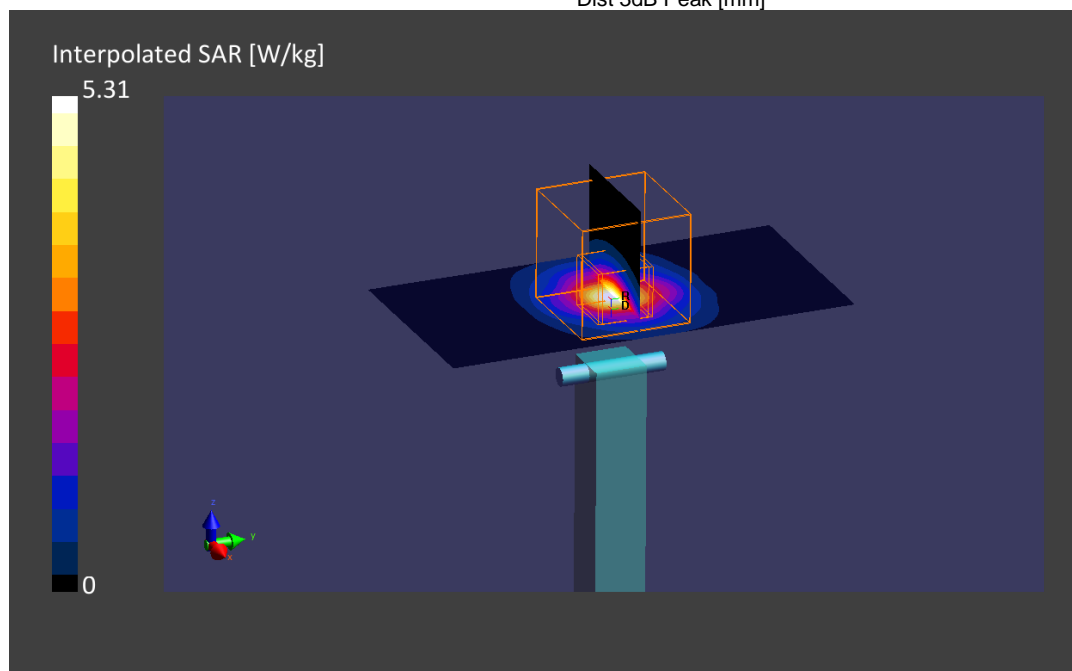 Dist 3dB Peak [mm]
Interpolated SAR [W/kg]
5.31
D
z
y
x
0